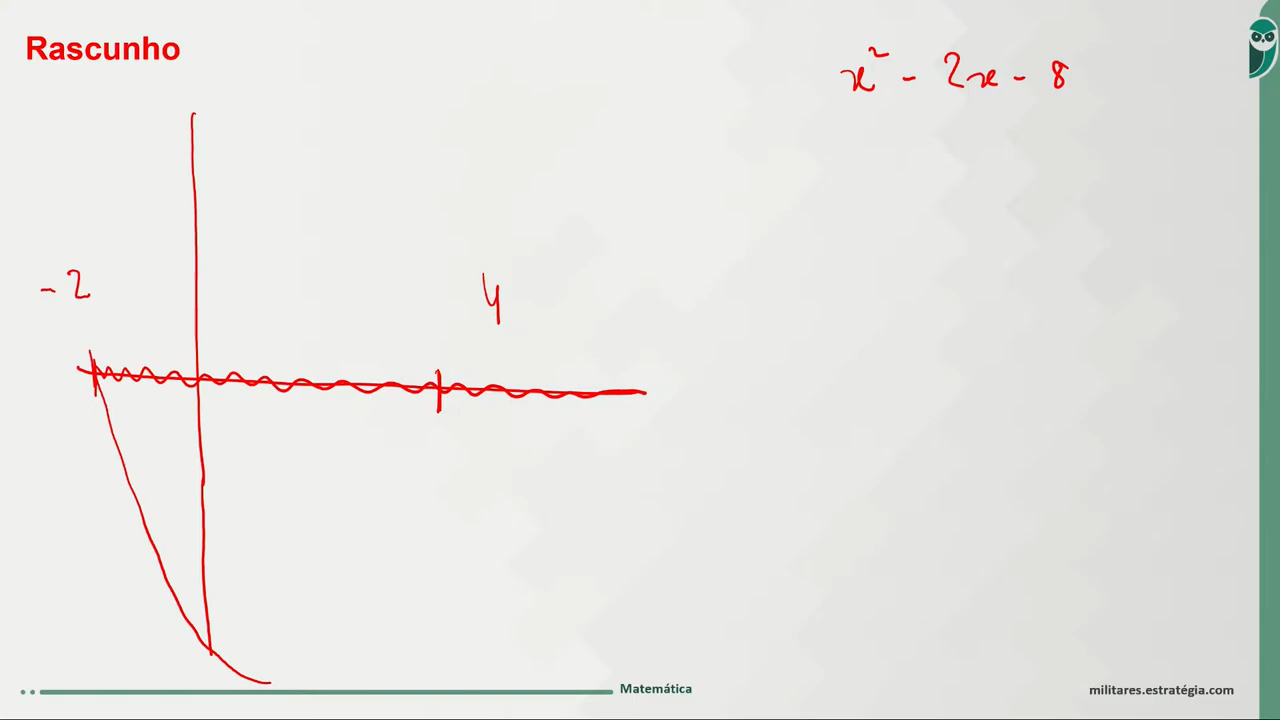 Rascunho
x² - 2x - 8
-2
4
Matemática
militares.estratégia.com